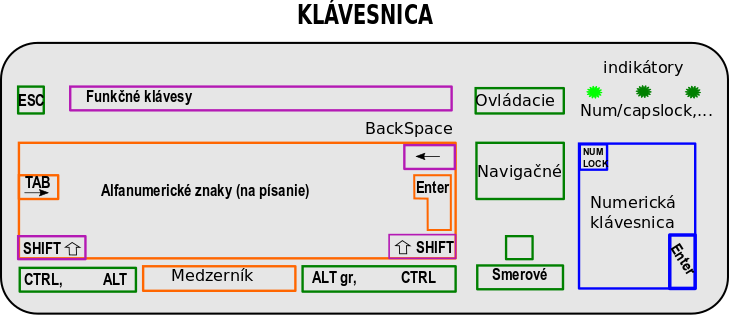 KLÁVESNICA
indikátory
ESC
Funkčné klávesy
Ovládacie
Num/capslock,...
BackSpace
NUM
LOCK
TAB
Alfanumerické znaky (na písanie)
Enter
Navigačné
Numerická
klávesnica
SHIFT
SHIFT
Enter
CTRL, ALT
Medzerník
ALT gr, CTRL
Smerové